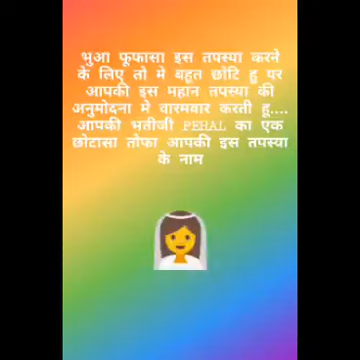 भुआ फूफासा इस तपस्या करने
के लिए तो मे बहूत छोटि हू पर
आपकी इस महान तपस्या की
अनुमोदना मे वारमवार करती हू....
आपकी भतीजी PEHAL का एक
छोटासा तोफा आपकी इस तपस्या
के नाम